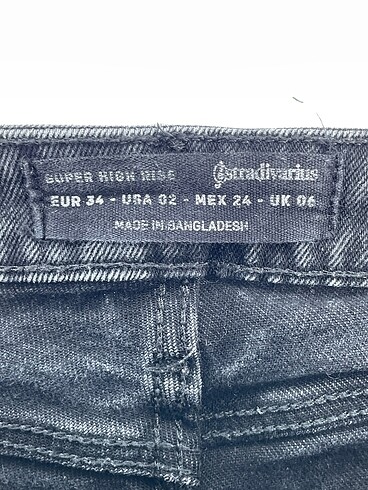 SUPER HIGH RISE stradivarius
EUR 34 - USA 02 - MEX 24 - UK 06
MADE IN BANGLADESH